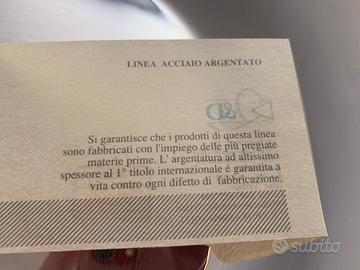 LINEA ACCIAIO ARGENTATO
Si garantisce che i prodotti di questa linea
sono fabbricati con l'impiego delle più pregiate
materie prime. L' argentatura ad altissimo
spessore al 1° titolo internazionale é garantita a
vita contro ogni difetto di fabbricazione.
subito